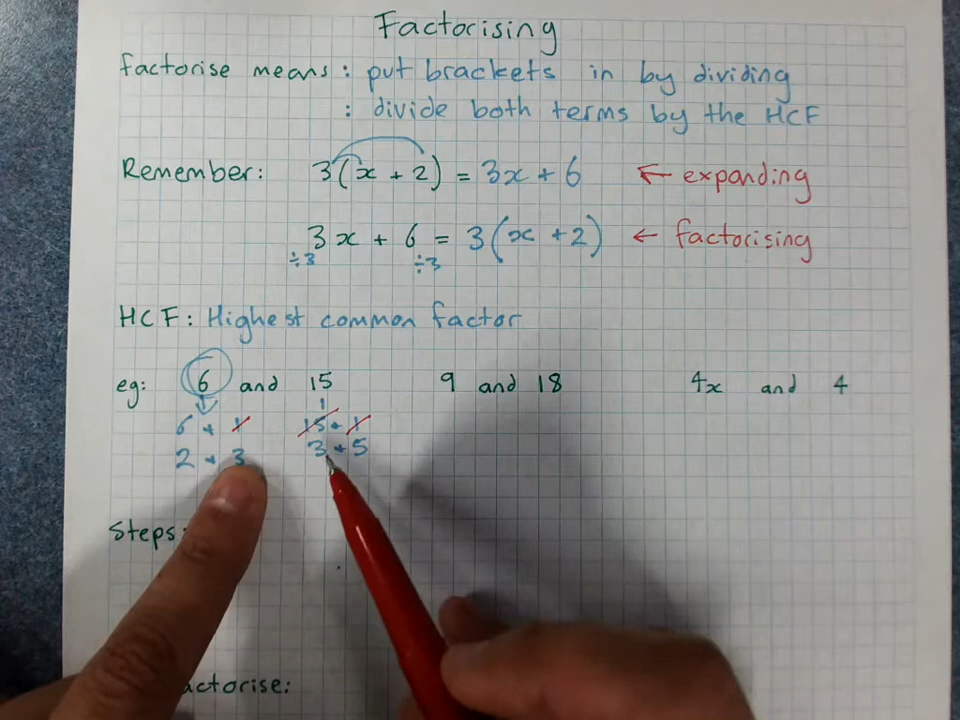 Factorising
factorise means: put brackets in by dividing
: divide both terms by the HCF
Remember: 3(x + 2) = 3x + 6 ← expanding
3x + 6 = 3(x + 2) ← factorising
÷3 ÷3
HCF: Highest common factor
eg: 6 and 15 9 and 18 4x and 4
1
6 + 1 15 + 1
2 + 3 3 + 5
Steps:
actorise: